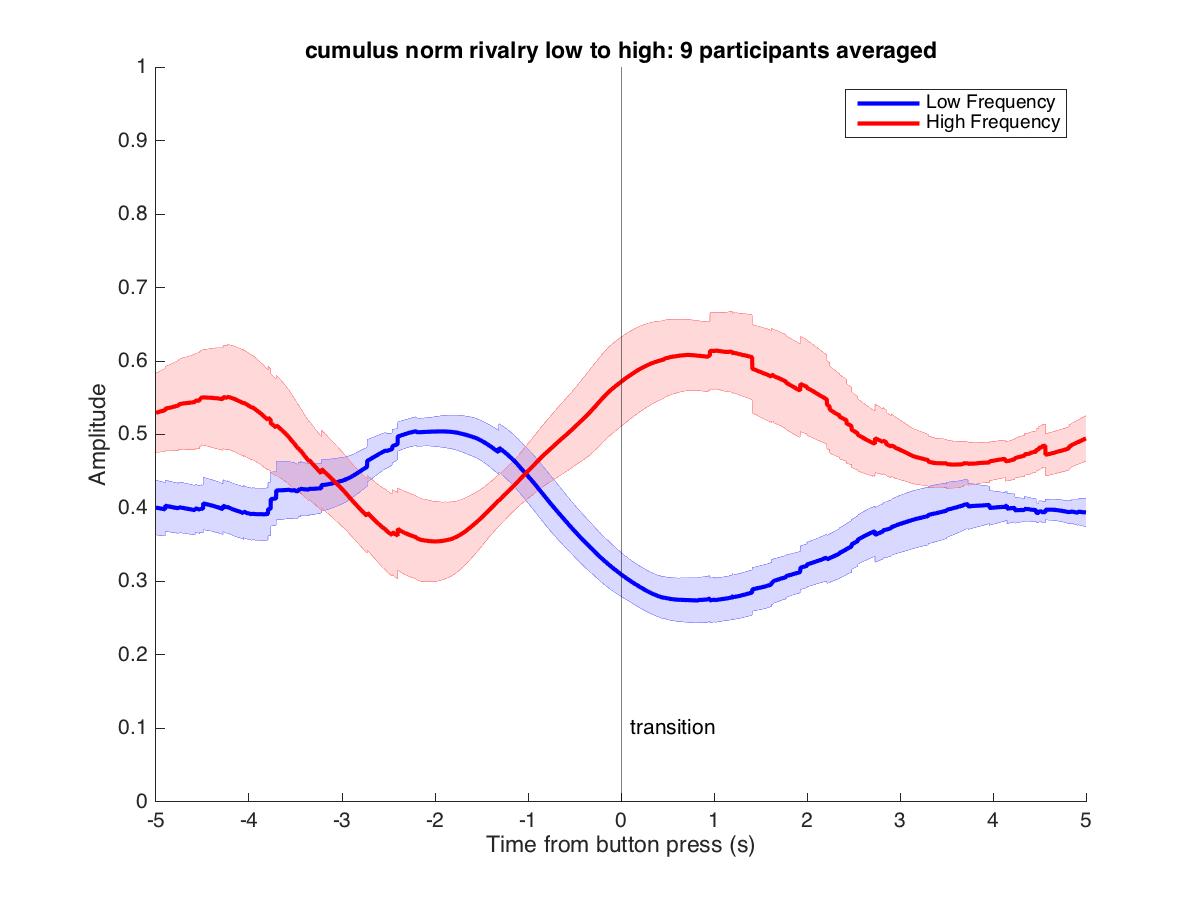 cumulus norm rivalry low to high: 9 participants averaged
1
0.9
0.8
0.7
0.6
0.5
0.4
0.3
0.2
0.1
0
Amplitude
Low Frequency
High Frequency
transition
-5 -4 -3 -2 -1 0 1 2 3 4 5
Time from button press (s)